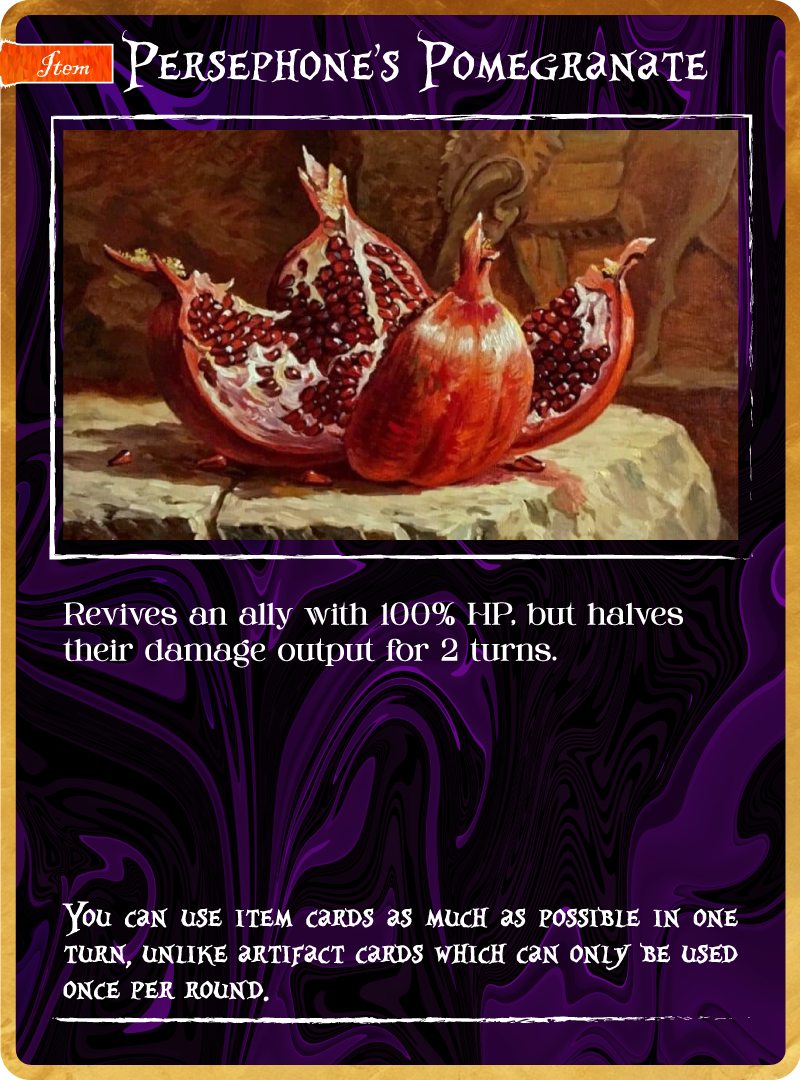 Item
Persephone's Pomegranate
Revives an ally with 100% HP, but halves
their damage output for 2 turns.
You can use item cards as much as possible in one
turn, unlike artifact cards which can only be used
once per round.